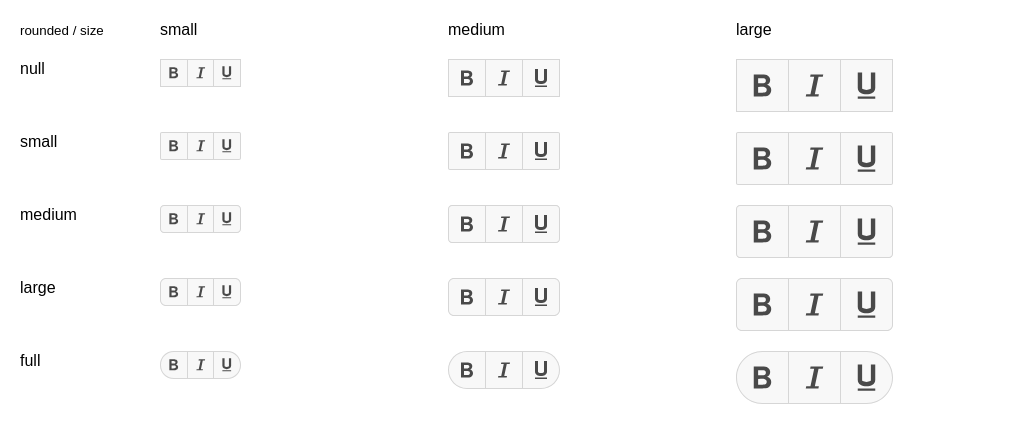 rounded / size small medium large
null B I U B I U B I U
small B I U B I U B I U
medium B I U B I U B I U
large B I U B I U B I U
full B I U B I U B I U